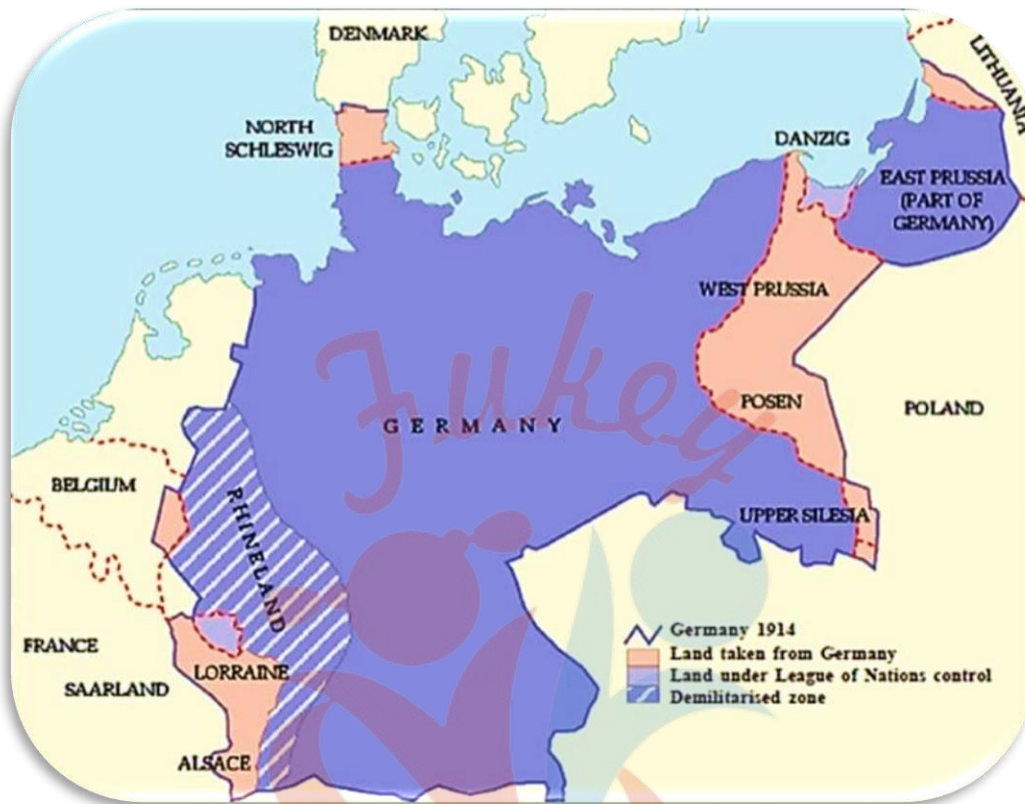 DENMARK
LITHUANIA
NORTH
SCHLESWIG
DANZIG
EAST PRUSSIA
(PART OF
GERMANY)
WEST PRUSSIA
POSEN
POLAND
GERMANY
Jukey
BELGIUM
RHINELAND
UPPER SILESIA
FRANCE
SAARLAND
LORRAINE
ALSACE
Germany 1914
Land taken from Germany
Land under League of Nations control
Demilitarised zone